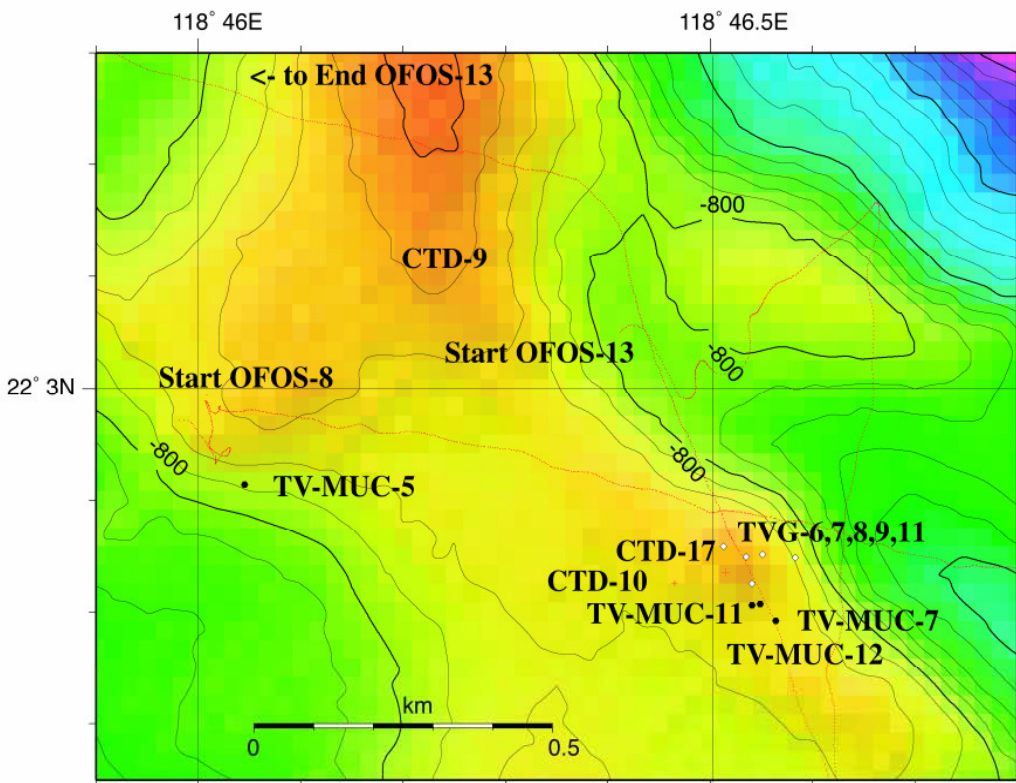 118° 46E
118° 46.5E
<- to End OFOS-13
-800
CTD-9
Start OFOS-13
-800
Start OFOS-8
22° 3N
-800
-800
TV-MUC-5
TVG-6,7,8,9,11
CTD-17
CTD-10
TV-MUC-11
TV-MUC-7
TV-MUC-12
km
0
0.5